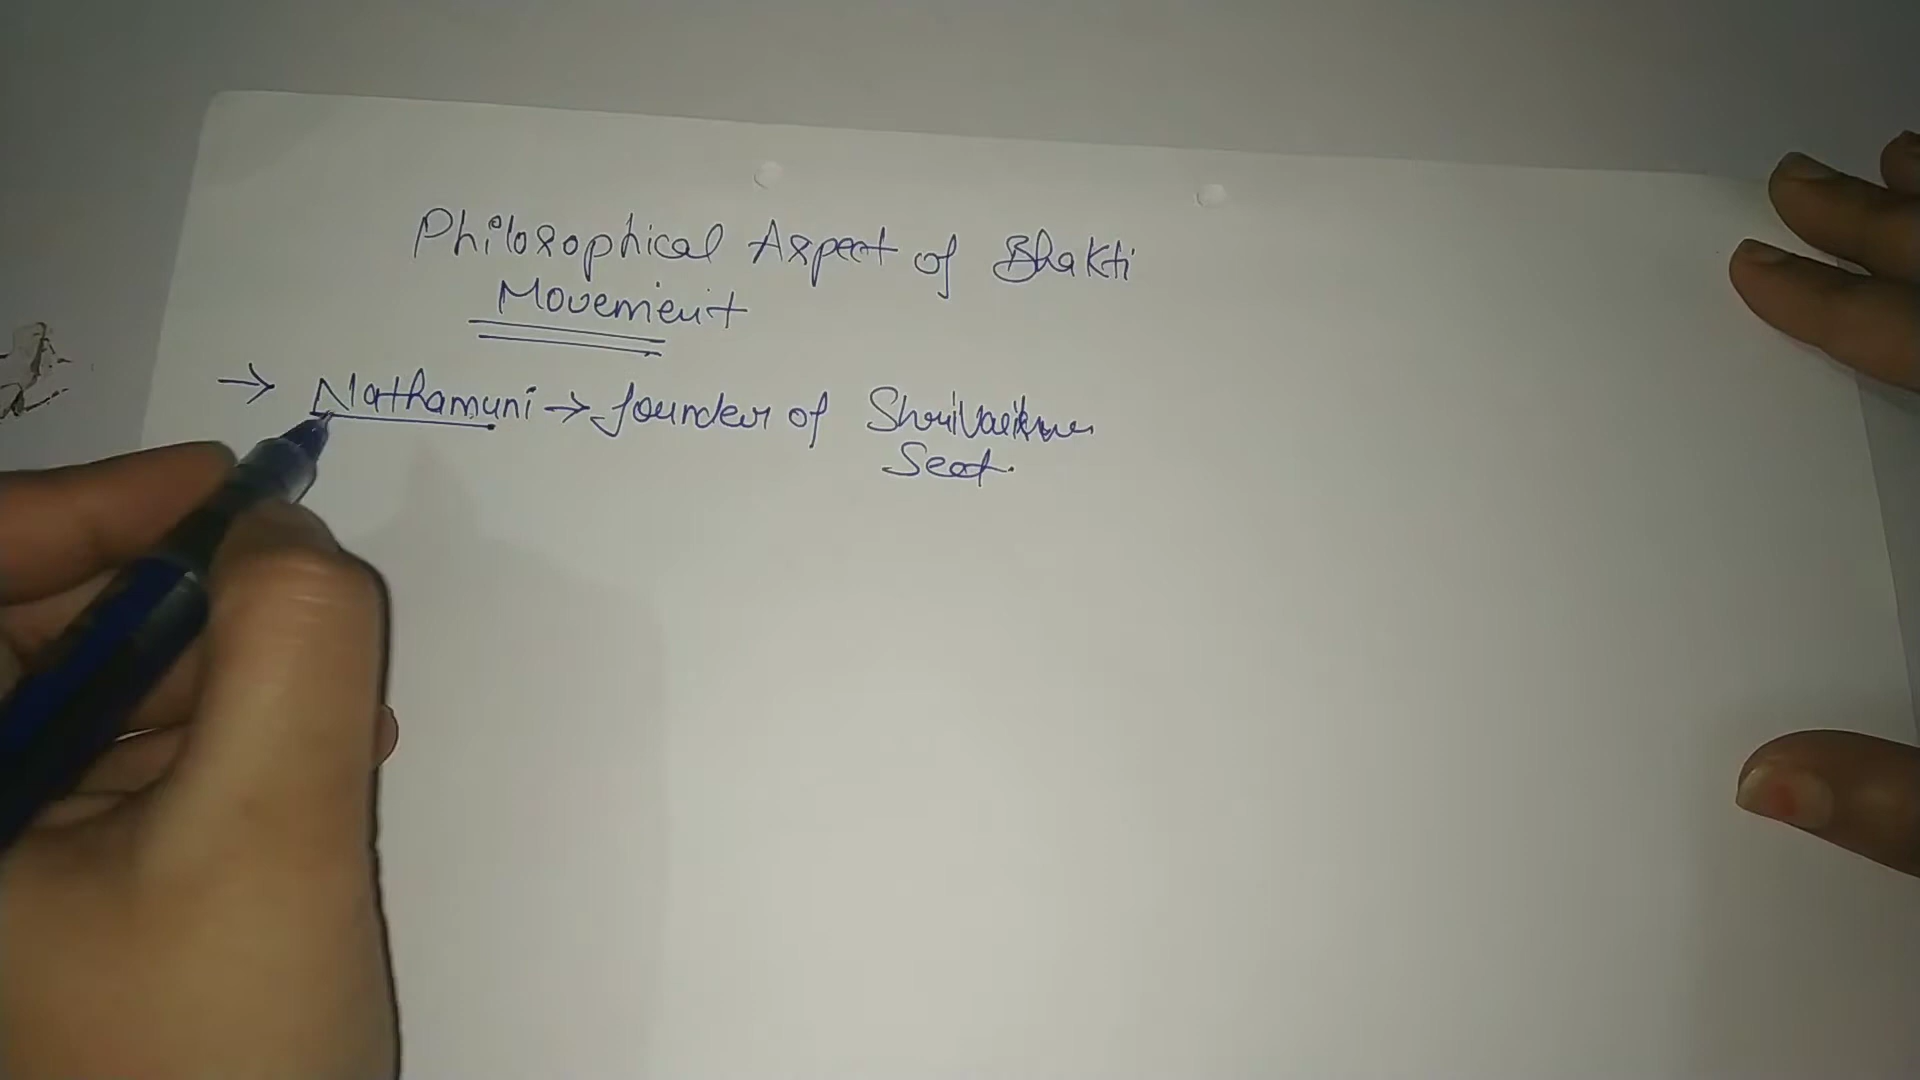 Philosophical Aspect of Bhakti
Movement
→ Nathamuni → founder of
Sect.